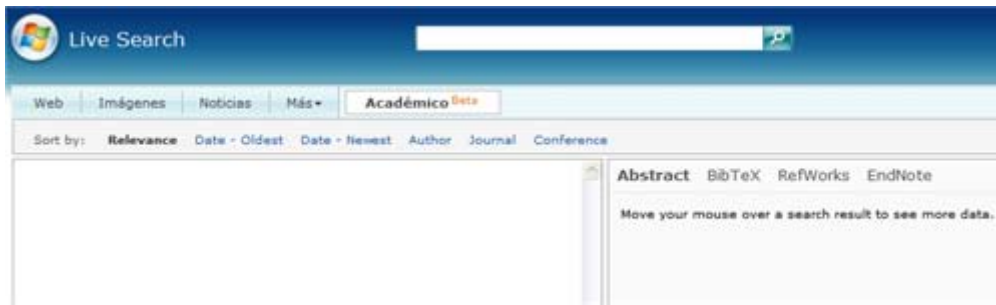 Live Search
Web Imágenes Noticias Más Académico Beta
Sort by: Relevance Date - Oldest Date - Newest Author Journal Conference
Abstract BibTeX RefWorks EndNote
Move your mouse over a search result to see more data.